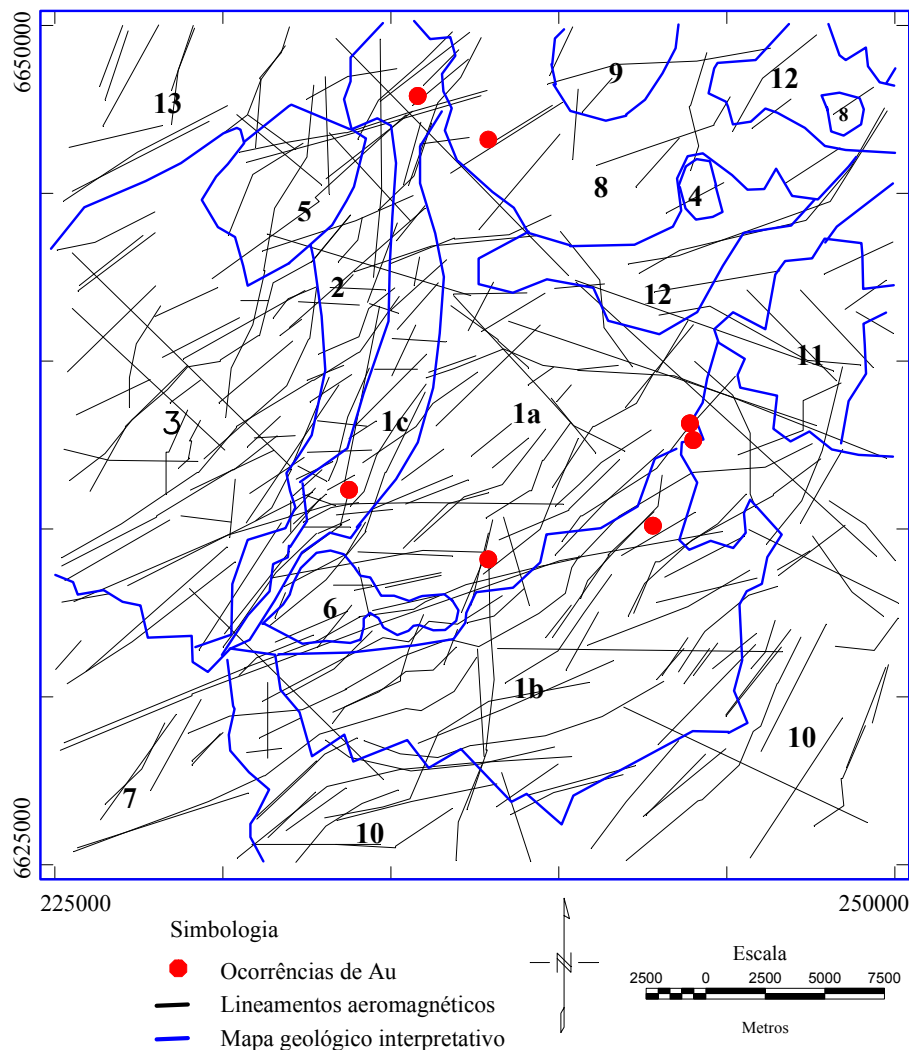 6650000
9
12
13
8
8
4
5
2
12
11
3
1c
1a
6
1b
10
7
10
6625000
225000
250000
Simbologia
Ocorrências de Au
Lineamentos aeromagnéticos
Mapa geológico interpretativo
N
Escala
2500 0 2500 5000 7500
Metros